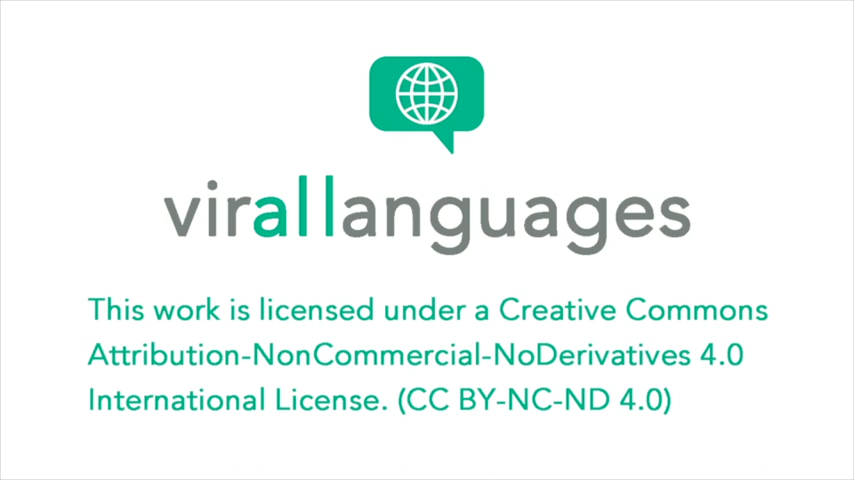 virallanguages
This work is licensed under a Creative Commons
Attribution-NonCommercial-NoDerivatives 4.0
International License. (CC BY-NC-ND 4.0)